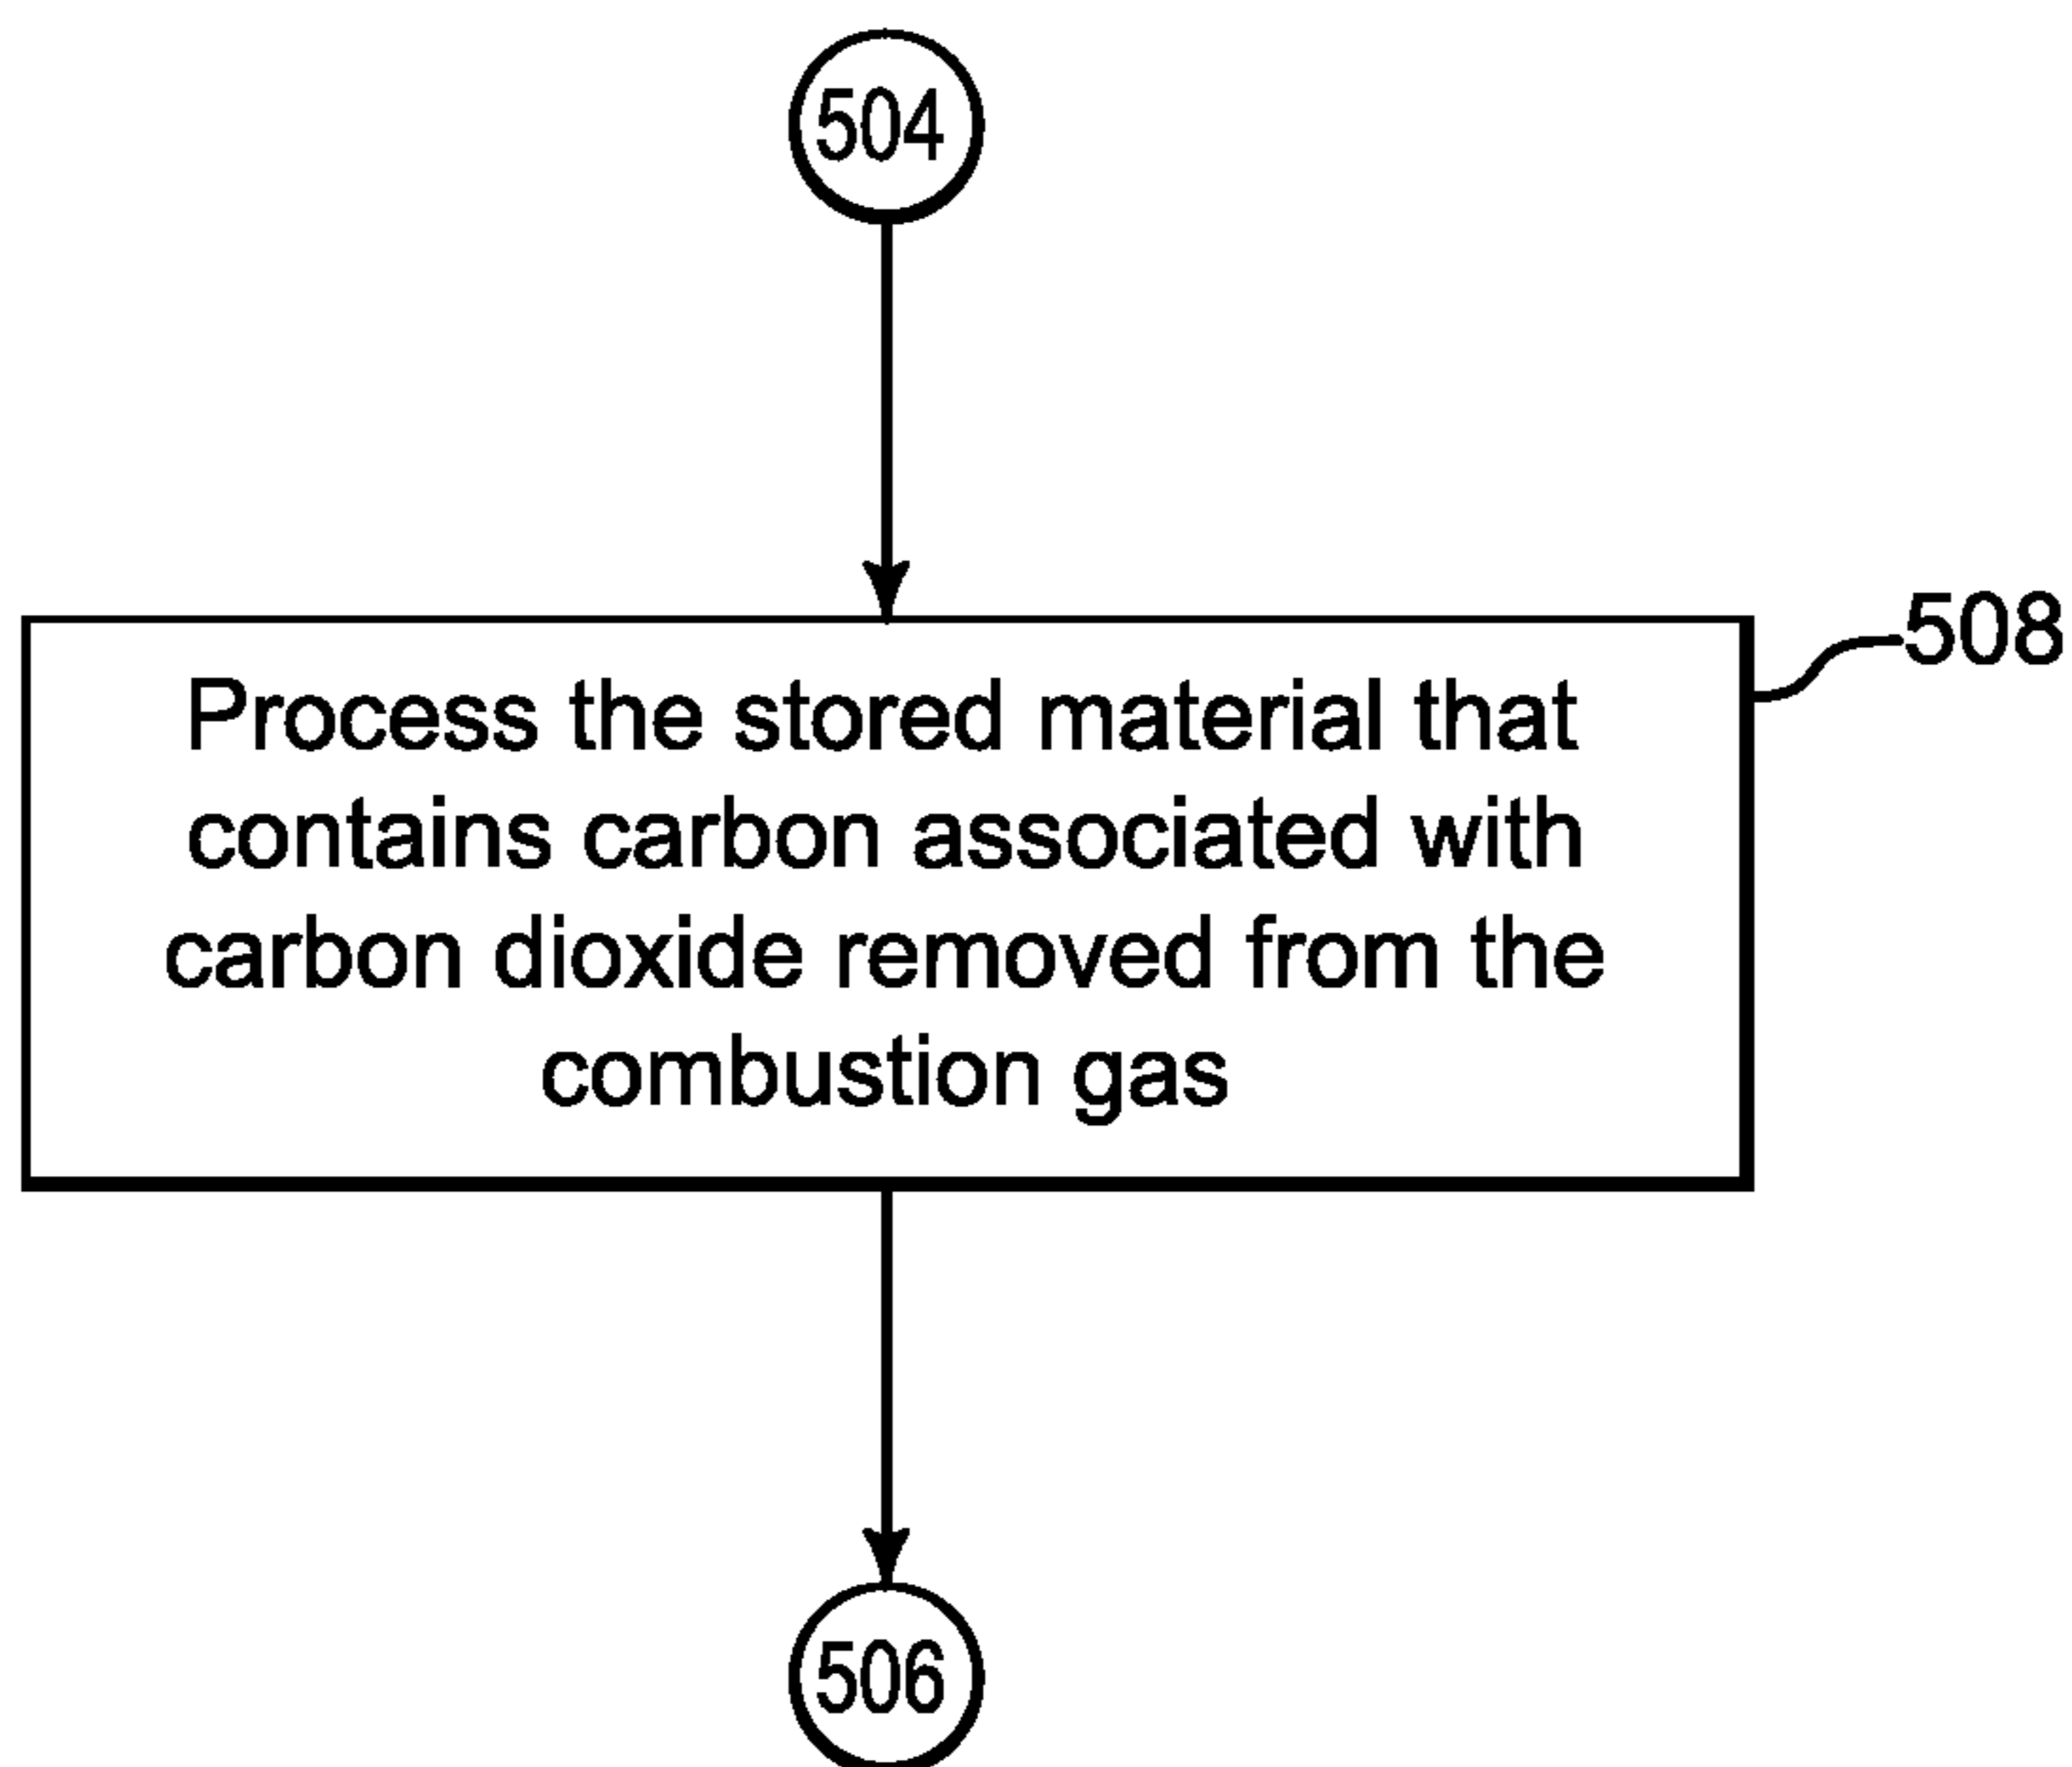 504
508
Process the stored material that
contains carbon associated with
carbon dioxide removed from the
combustion gas
506